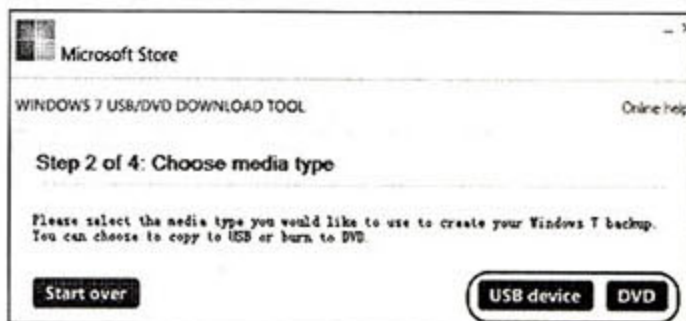 Microsoft Store
WINDOWS 7 USB/DVD DOWNLOAD TOOL
Online help
Step 2 of 4: Choose media type
Please select the media type you would like to use to create your Windows 7 backup.
You can choose to copy to USB or burn to DVD.
Start over
USB device
DVD